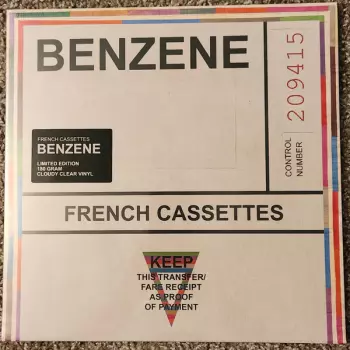 BENZENE
CONTROL
NUMBER
209415
FRENCH CASSETTES
BENZENE
LIMITED EDITION
180 GRAM
CLOUDY CLEAR VINYL
FRENCH CASSETTES
KEEP
THIS TRANSFER/
FARS RECEIPT
AS PROOF
OF PAYMENT